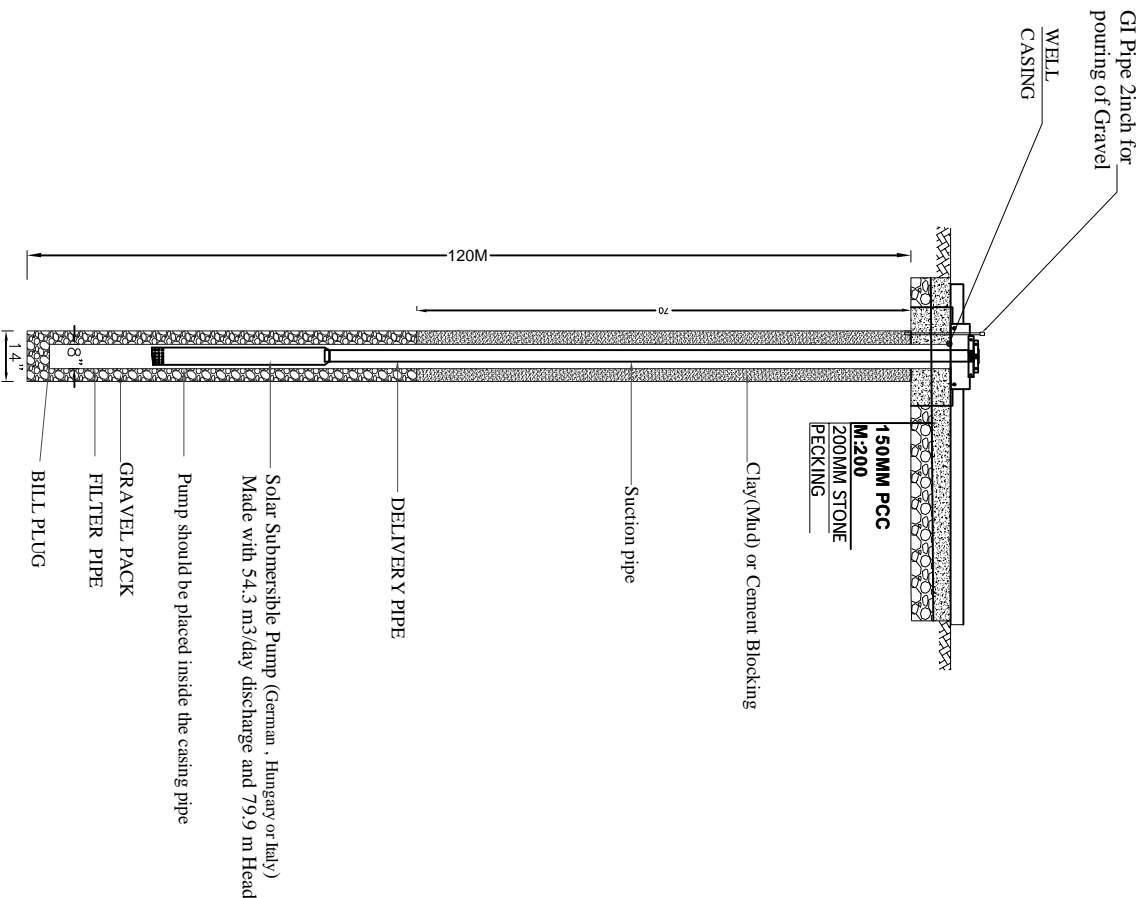 GI Pipe 2inch for
pouring of Gravel
WELL
CASING
120M
70
14"
8"
150MM PCC
M:200
200MM STONE
PECKING
Clay(Mud) or Cement Blocking
Suction pipe
DELIVERY PIPE
Solar Submersible Pump (German , Hungary or Italy)
Made with 54.3 m3/day discharge and 79.9 m Head
Pump should be placed inside the casing pipe
GRAVEL PACK
FILTER PIPE
BILL PLUG